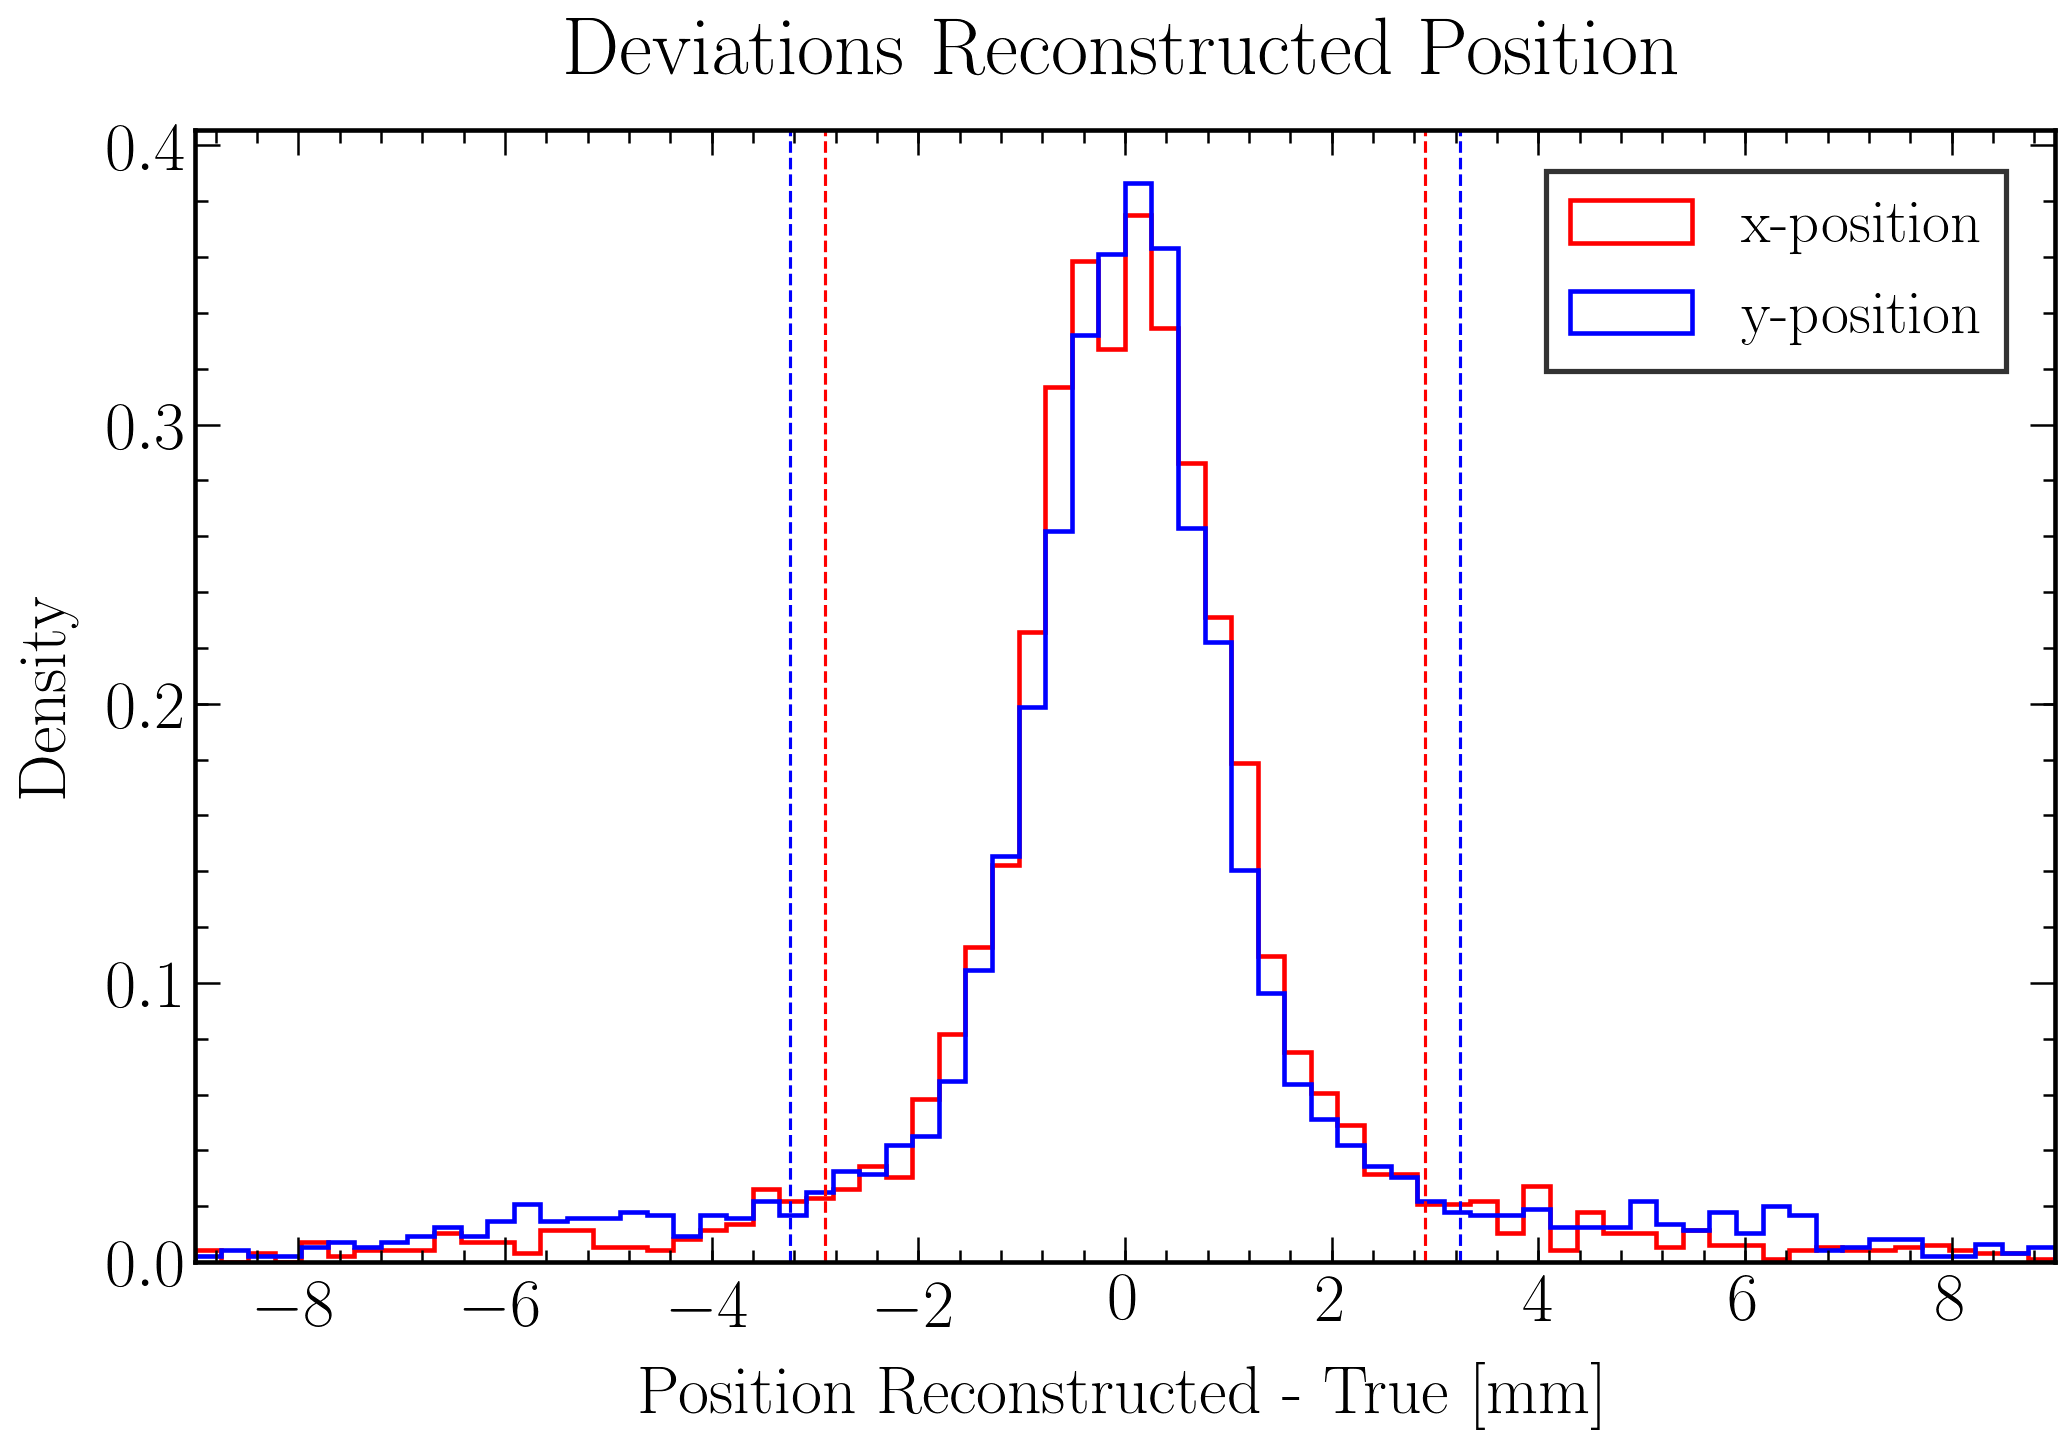 Deviations Reconstructed Position
0.4
0.3
0.2
0.1
0.0
Density
x-position
y-position
−8 −6 −4 −2 0 2 4 6 8
Position Reconstructed - True [mm]